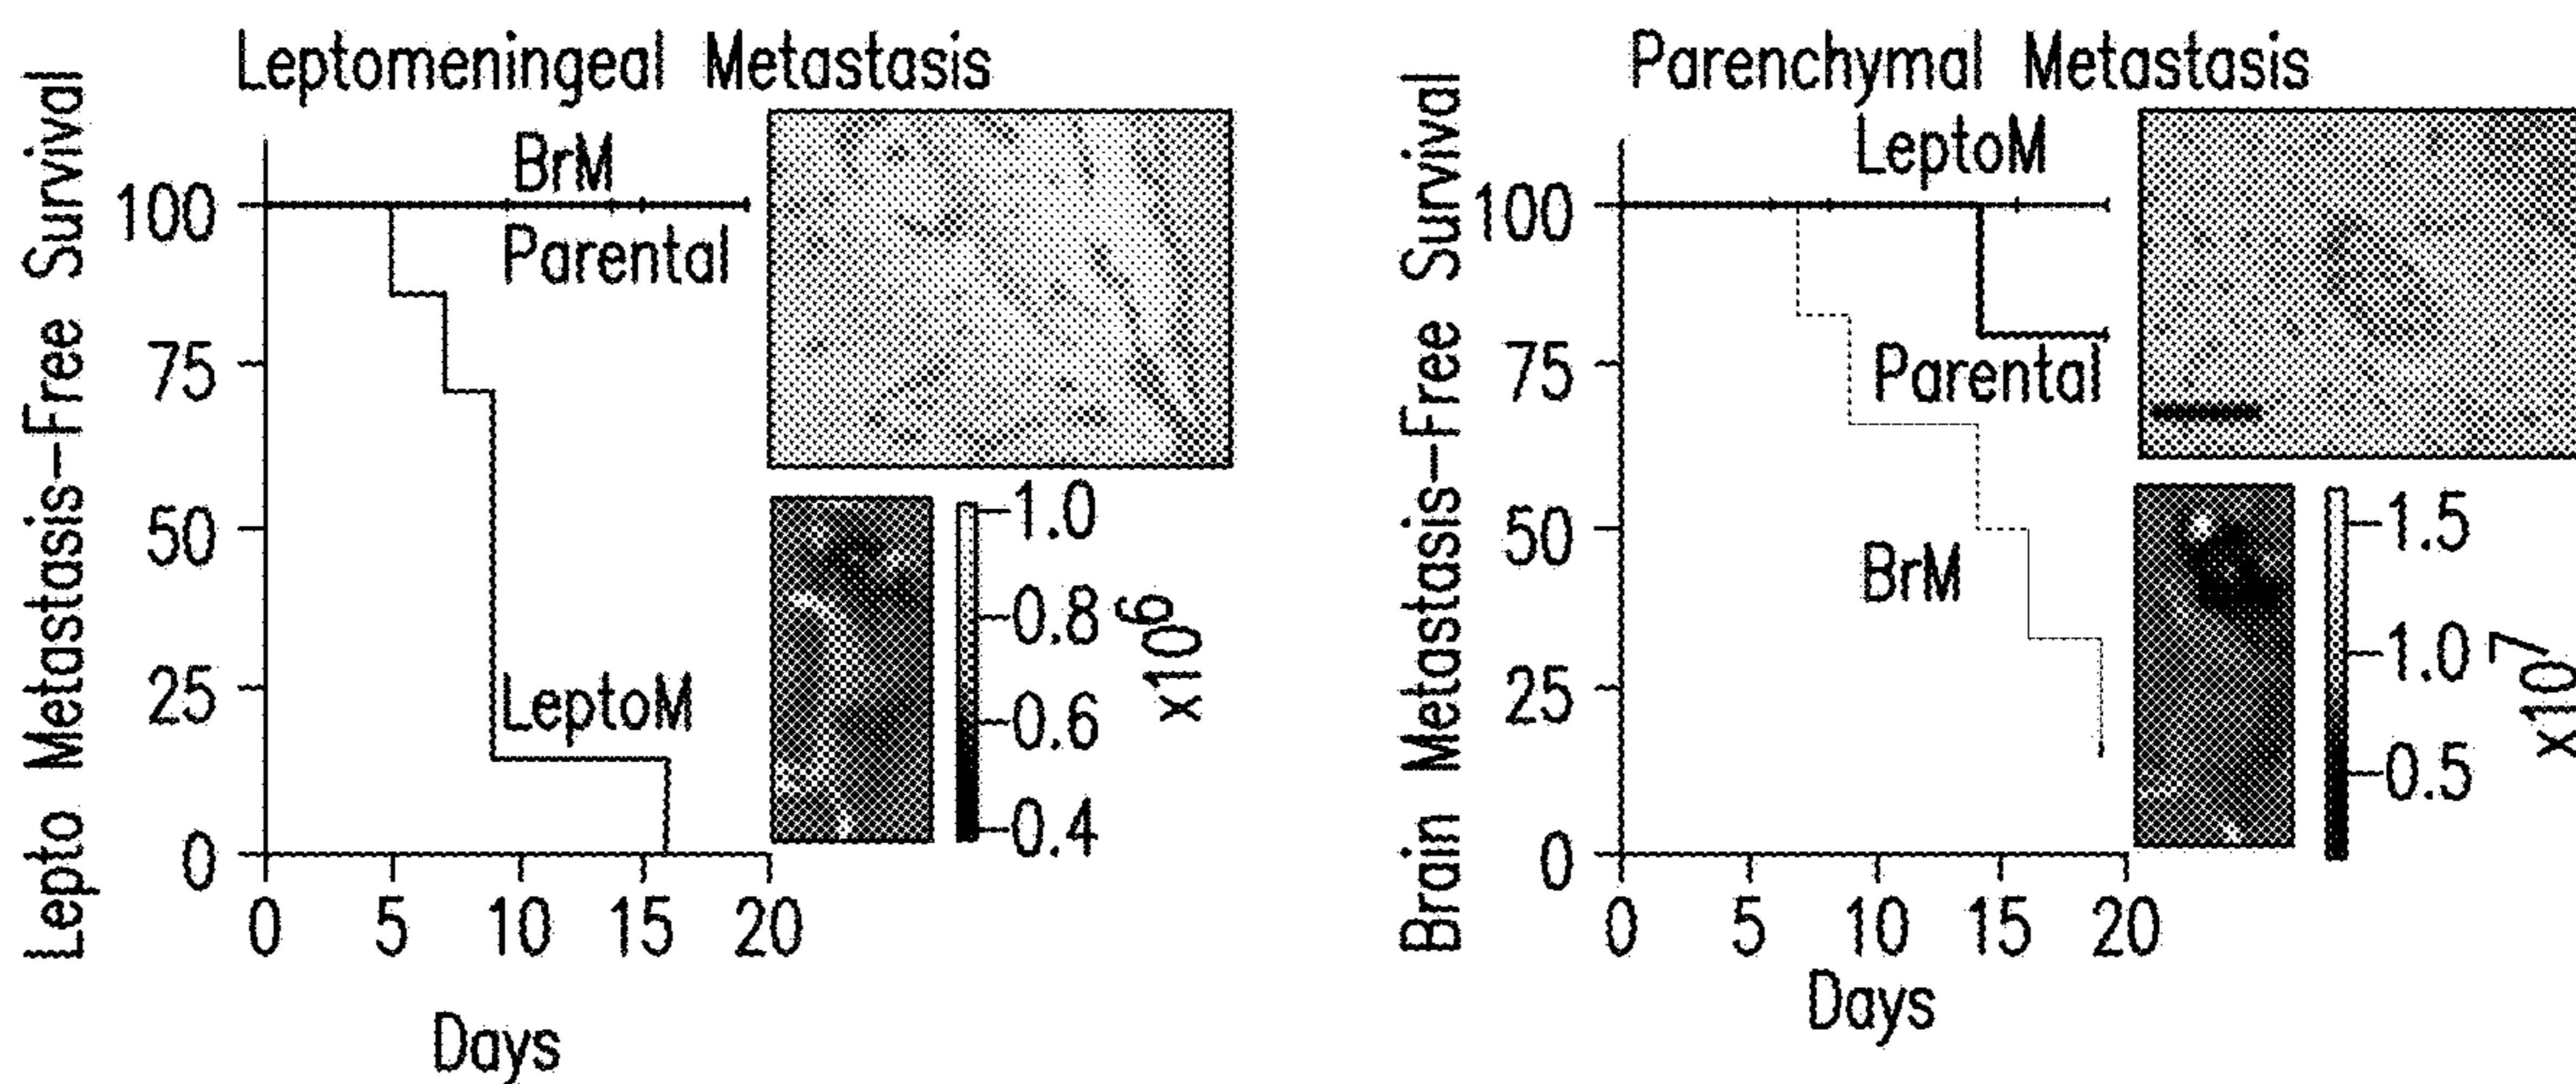 Leptomeningeal Metastasis
Lepto Metastasis-Free Survival
100
75
50
25
0
BrM
Parental
LeptoM
0 5 10 15 20
Days
1.0
0.8
0.6
0.4
x10⁶
Parenchymal Metastasis
Brain Metastasis-Free Survival
100
75
50
25
0
LeptoM
Parental
BrM
0 5 10 15 20
Days
1.5
1.0
0.5
x10⁷